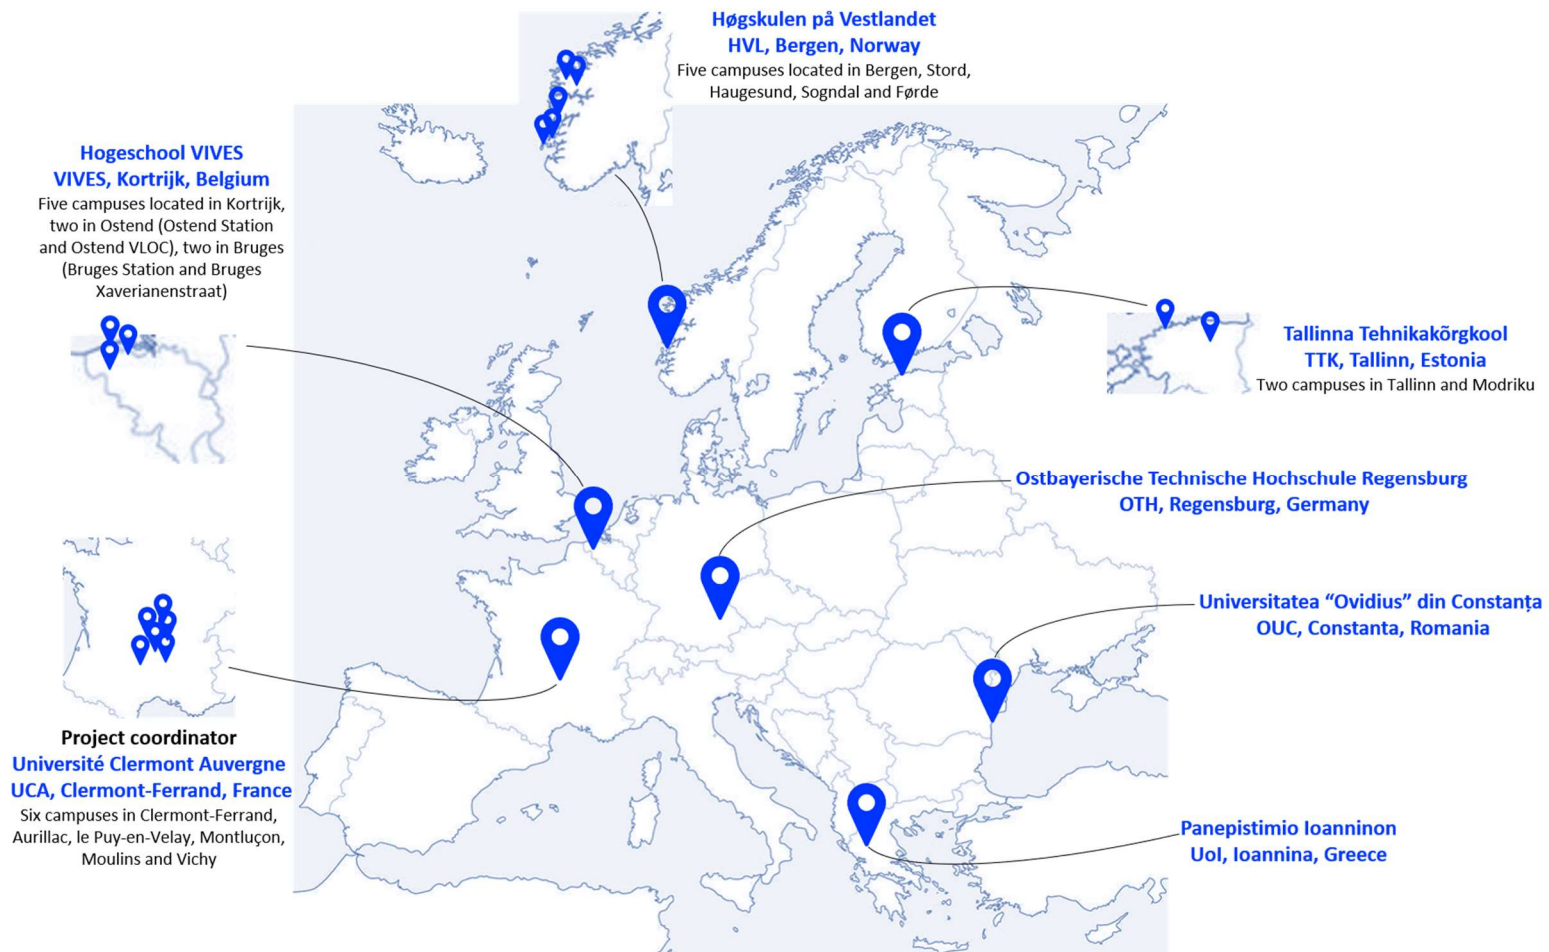 Høgskulen på Vestlandet
HVL, Bergen, Norway
Five campuses located in Bergen, Stord,
Haugesund, Sogndal and Førde
Hogeschool VIVES
VIVES, Kortrijk, Belgium
Five campuses located in Kortrijk,
two in Ostend (Ostend Station
and Ostend VLOC), two in Bruges
(Bruges Station and Bruges
Xaverianenstraat)
Tallinna Tehnikakõrgkool
TTK, Tallinn, Estonia
Two campuses in Tallinn and Modriku
Ostbayerische Technische Hochschule Regensburg
OTH, Regensburg, Germany
Universitatea “Ovidius” din Constanța
OUC, Constanta, Romania
Project coordinator
Université Clermont Auvergne
UCA, Clermont-Ferrand, France
Six campuses in Clermont-Ferrand,
Aurillac, le Puy-en-Velay, Montluçon,
Moulins and Vichy
Panepistimio Ioanninon
UoI, Ioannina, Greece